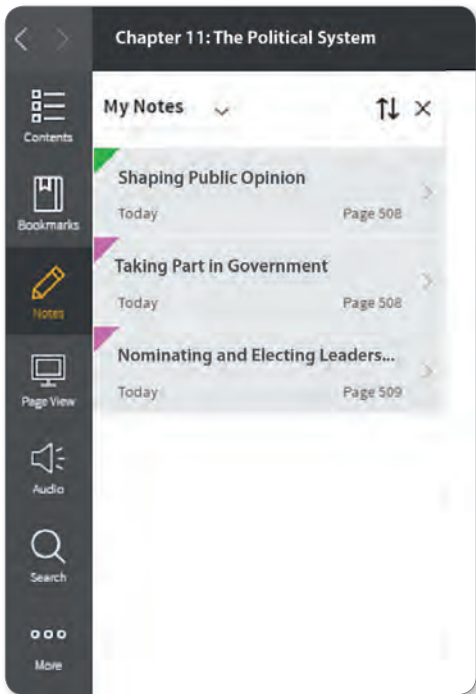 Chapter 11: The Political System
Contents
Bookmarks
Notes
Page View
Audio
Search
More
My Notes
Shaping Public Opinion
Today Page 508
Taking Part in Government
Today Page 508
Nominating and Electing Leaders...
Today Page 509